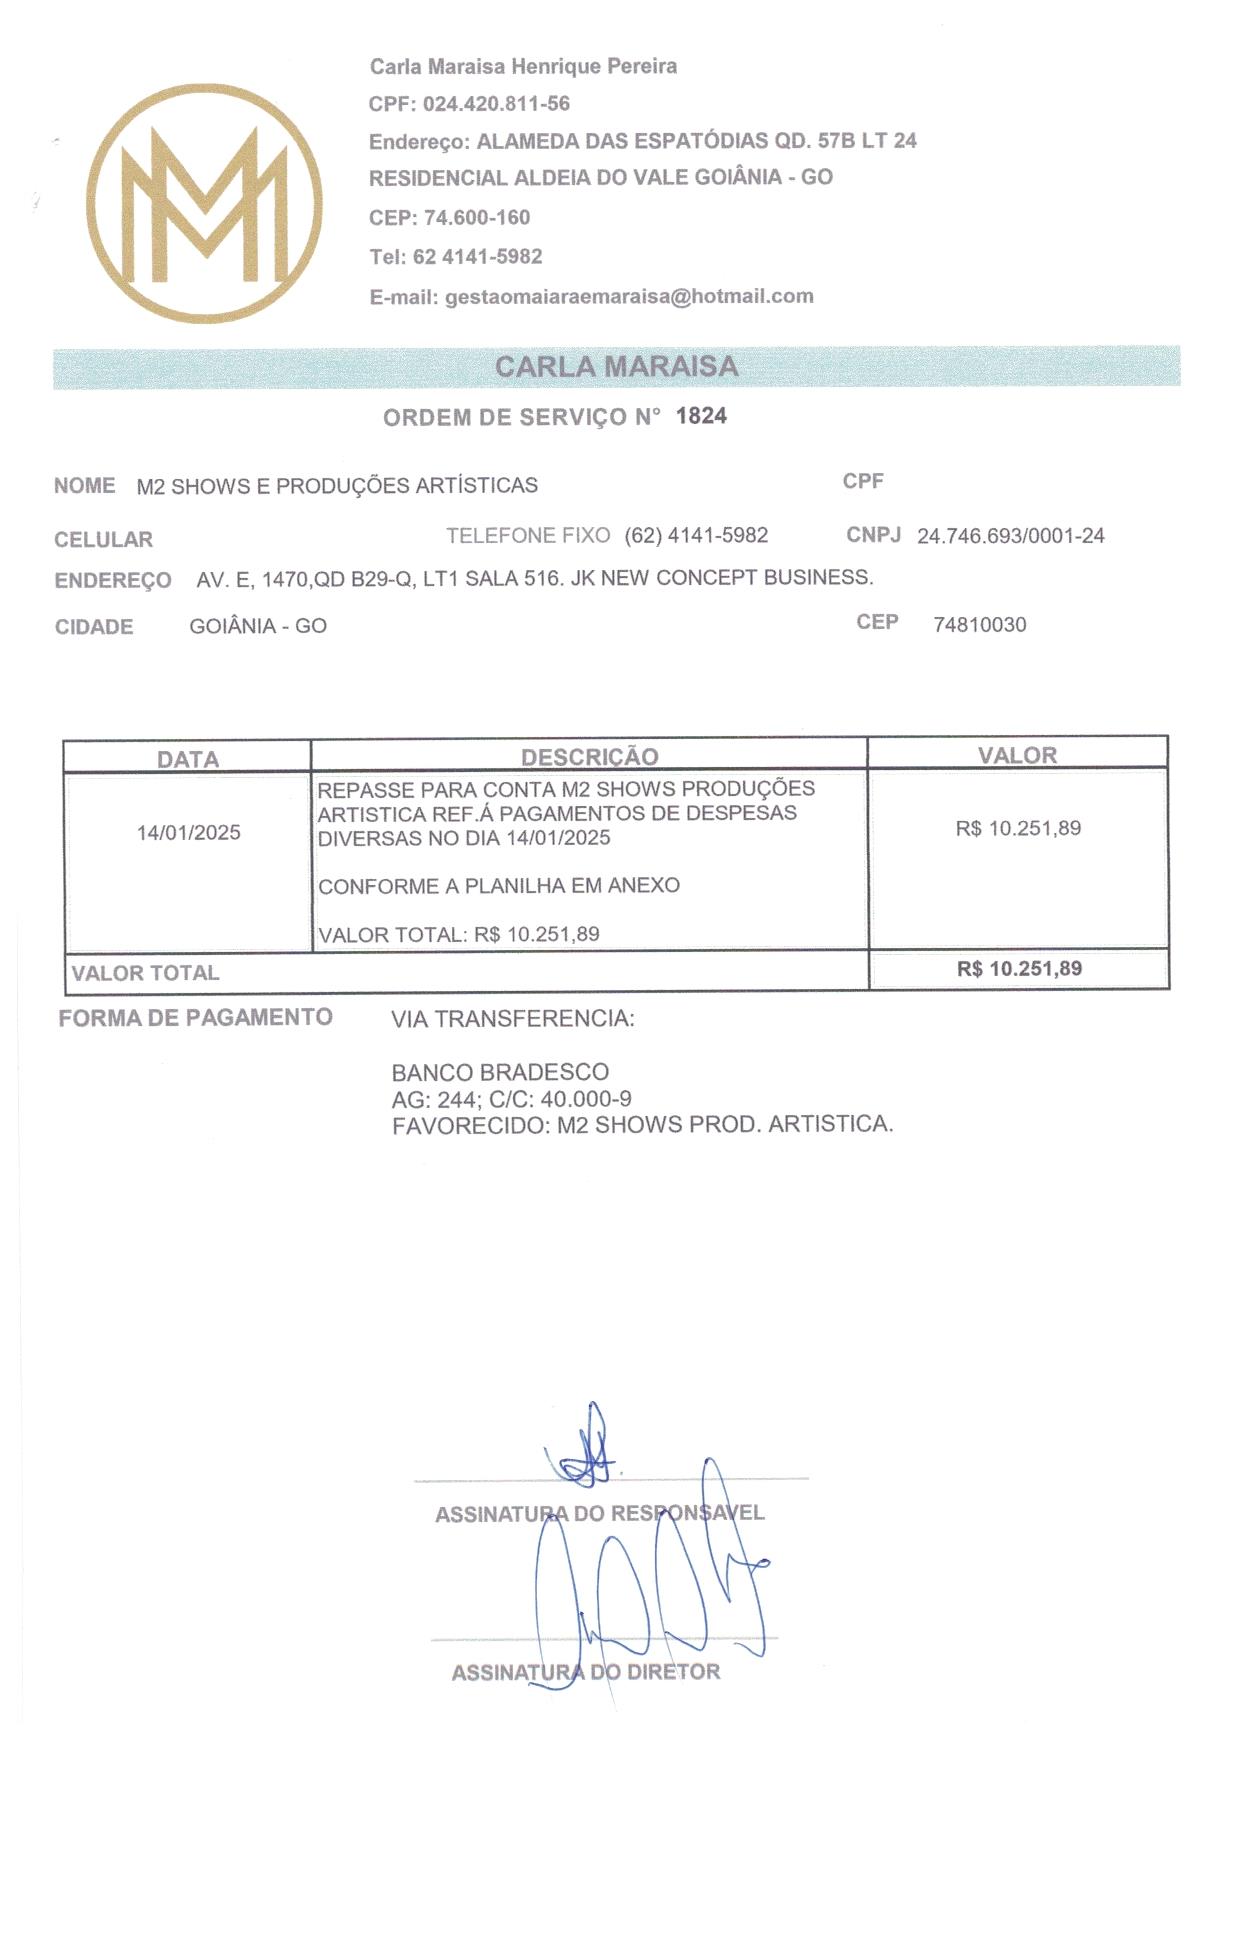 Carla Maraisa Henrique Pereira
CPF: 024.420.811-56
Endereço: ALAMEDA DAS ESPATÓDIAS QD. 57B LT 24
RESIDENCIAL ALDEIA DO VALE GOIÂNIA - GO
CEP: 74.600-160
Tel: 62 4141-5982
E-mail: gestaomaiaraemaraisa@hotmail.com
CARLA MARAISA
ORDEM DE SERVIÇO N° 1824
NOME M2 SHOWS E PRODUÇÕES ARTÍSTICAS CPF
CELULAR TELEFONE FIXO (62) 4141-5982 CNPJ 24.746.693/0001-24
ENDEREÇO AV. E, 1470,QD B29-Q, LT1 SALA 516. JK NEW CONCEPT BUSINESS.
CIDADE GOIÂNIA - GO CEP 74810030
DATA DESCRIÇÃO VALOR
REPASSE PARA CONTA M2 SHOWS PRODUÇÕES
ARTISTICA REF.Á PAGAMENTOS DE DESPESAS
14/01/2025 DIVERSAS NO DIA 14/01/2025 R$ 10.251,89
CONFORME A PLANILHA EM ANEXO
VALOR TOTAL: R$ 10.251,89
VALOR TOTAL R$ 10.251,89
FORMA DE PAGAMENTO VIA TRANSFERENCIA:
BANCO BRADESCO
AG: 244; C/C: 40.000-9
FAVORECIDO: M2 SHOWS PROD. ARTISTICA.
ASSINATURA DO RESPONSAVEL
ASSINATURA DO DIRETOR